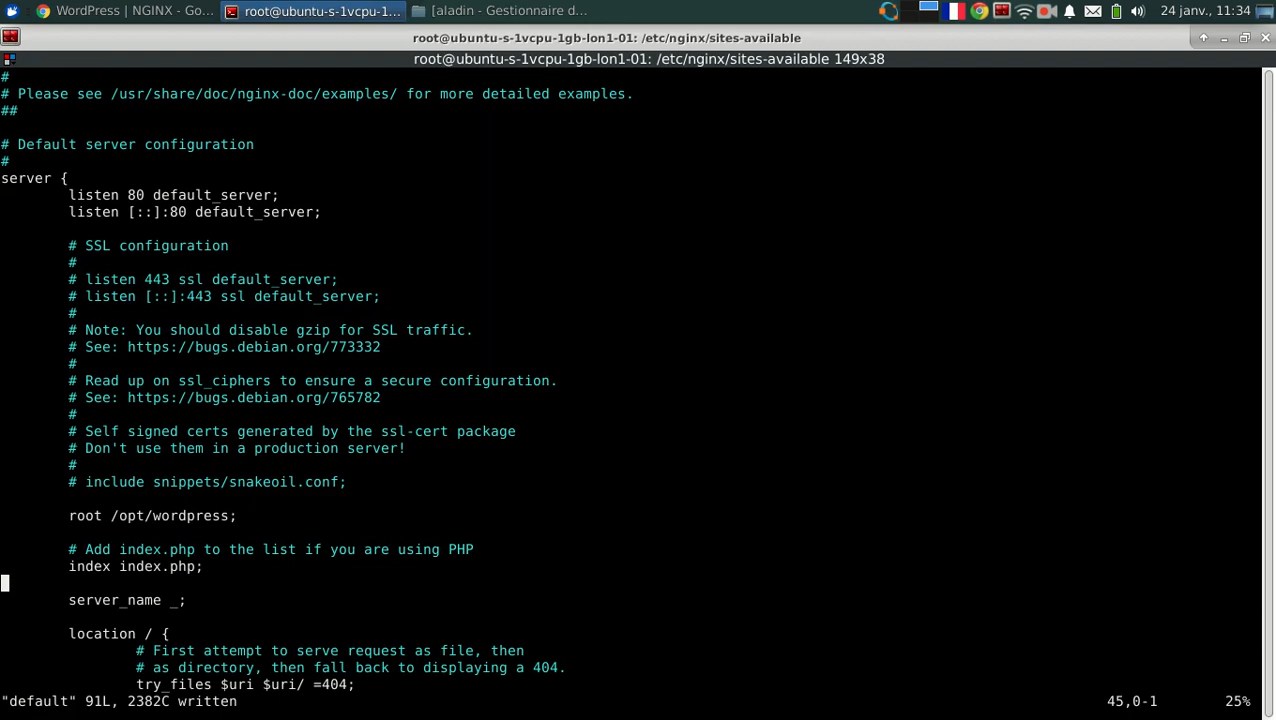 WordPress | NGINX - Go...
root@ubuntu-s-1vcpu-1...
[aladin - Gestionnaire d...
24 janv., 11:34
root@ubuntu-s-1vcpu-1gb-lon1-01: /etc/nginx/sites-available
root@ubuntu-s-1vcpu-1gb-lon1-01: /etc/nginx/sites-available 149x38
#
# Please see /usr/share/doc/nginx-doc/examples/ for more detailed examples.
##
# Default server configuration
#
server {
listen 80 default_server;
listen [::]:80 default_server;
# SSL configuration
#
# listen 443 ssl default_server;
# listen [::]:443 ssl default_server;
#
# Note: You should disable gzip for SSL traffic.
# See: https://bugs.debian.org/773332
#
# Read up on ssl_ciphers to ensure a secure configuration.
# See: https://bugs.debian.org/765782
#
# Self signed certs generated by the ssl-cert package
# Don't use them in a production server!
#
# include snippets/snakeoil.conf;
root /opt/wordpress;
# Add index.php to the list if you are using PHP
index index.php;
server_name _;
location / {
# First attempt to serve request as file, then
# as directory, then fall back to displaying a 404.
try_files $uri $uri/ =404;
"default" 91L, 2382C written
45,0-1
25%